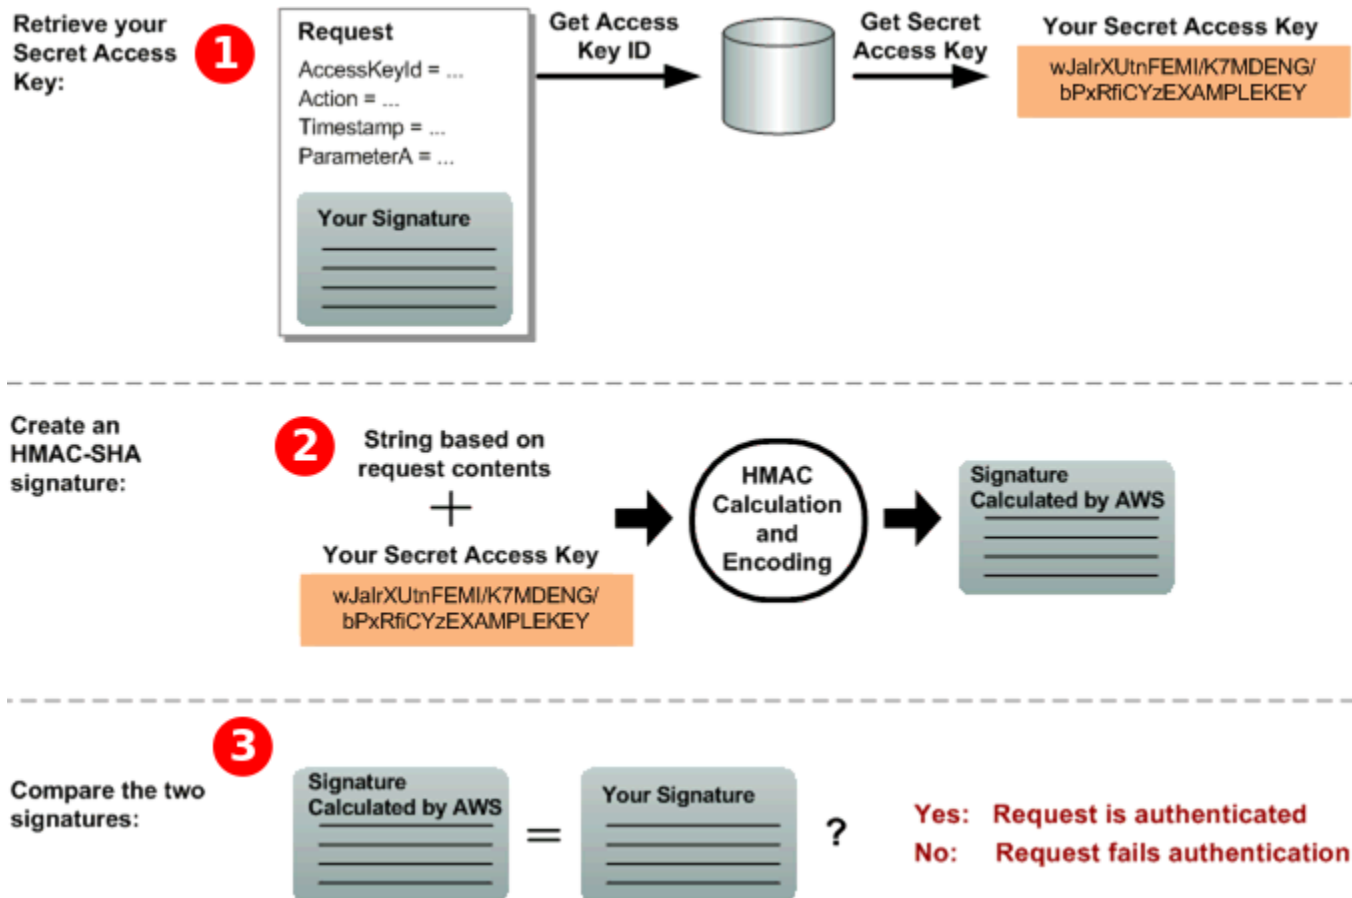 Retrieve your
Secret Access
Key:
1
Request
AccessKeyId = ...
Action = ...
Timestamp = ...
ParameterA = ...
Your Signature
Get Access
Key ID
Get Secret
Access Key
Your Secret Access Key
wJalrXUtnFEMI/K7MDENG/
bPxRfiCYzEXAMPLEKEY
Create an
HMAC-SHA
signature:
2
String based on
request contents
+
Your Secret Access Key
wJalrXUtnFEMI/K7MDENG/
bPxRfiCYzEXAMPLEKEY
HMAC
Calculation
and
Encoding
Signature
Calculated by AWS
3
Compare the two
signatures:
Signature
Calculated by AWS
=
Your Signature
?
Yes: Request is authenticated
No: Request fails authentication